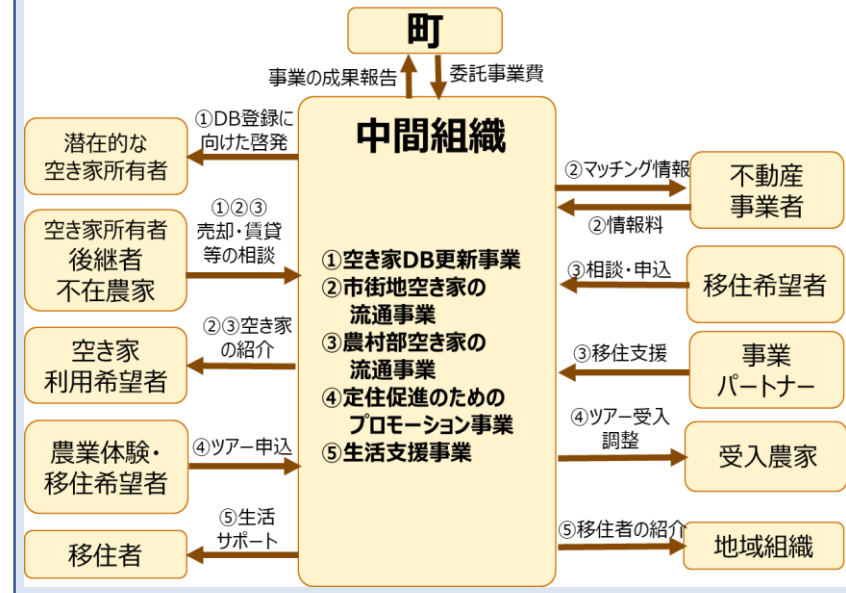 町
事業の成果報告
委託事業費
中間組織
①空き家DB更新事業
②市街地空き家の
流通事業
③農村部空き家の
流通事業
④定住促進のための
プロモーション事業
⑤生活支援事業
潜在的な
空き家所有者
①DB登録に
向けた啓発
空き家所有者
後継者
不在農家
①②③
売却・賃貸
等の相談
空き家
利用希望者
②③空き家
の紹介
農業体験・
移住希望者
④ツアー申込
移住者
⑤生活
サポート
②マッチング情報
②情報料
不動産
事業者
③相談・申込
移住希望者
③移住支援
事業
パートナー
④ツアー受入
調整
受入農家
⑤移住者の紹介
地域組織